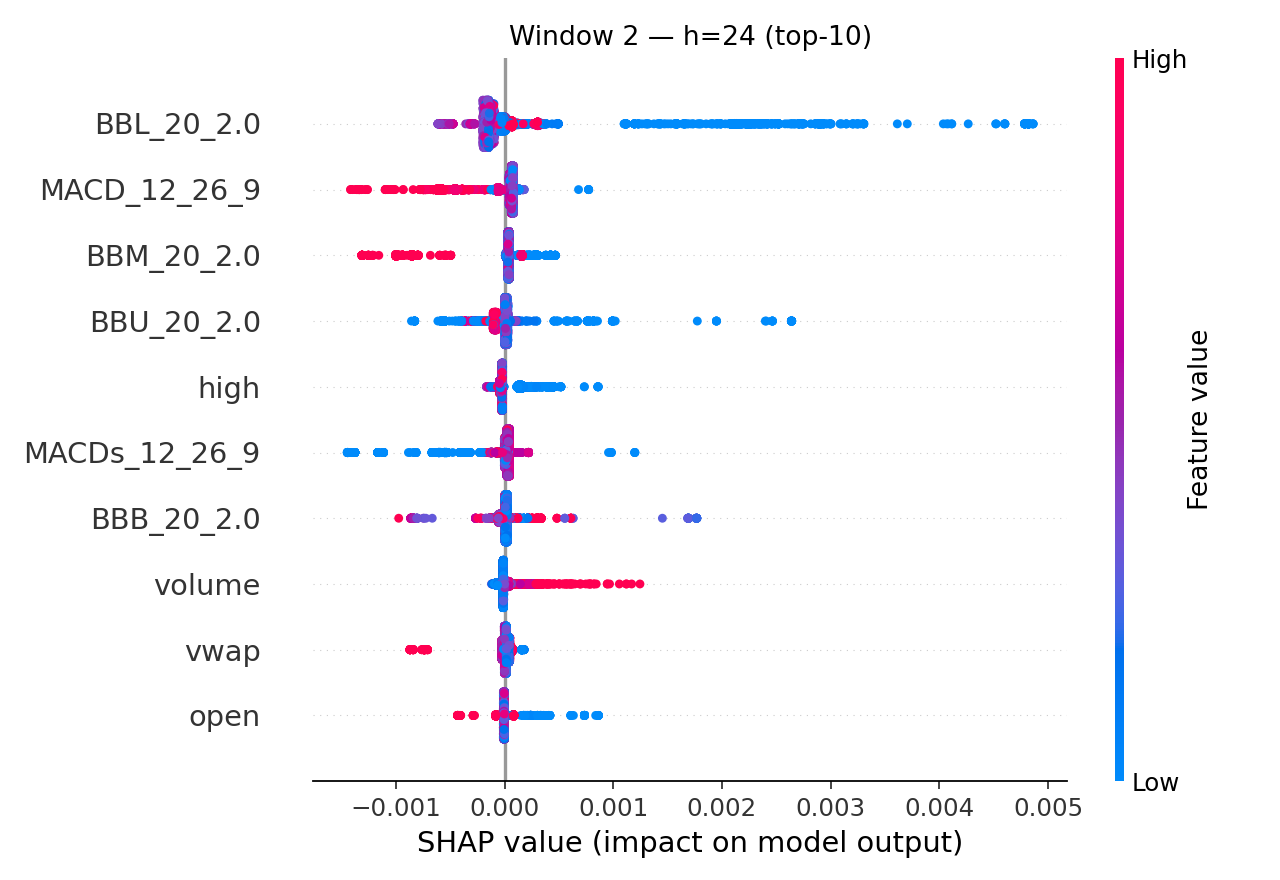 Window 2 — h=24 (top-10)
High
BBL_20_2.0
MACD_12_26_9
BBM_20_2.0
BBU_20_2.0
high
MACDs_12_26_9
BBB_20_2.0
volume
vwap
open
Feature value
Low
−0.001 0.000 0.001 0.002 0.003 0.004 0.005
SHAP value (impact on model output)